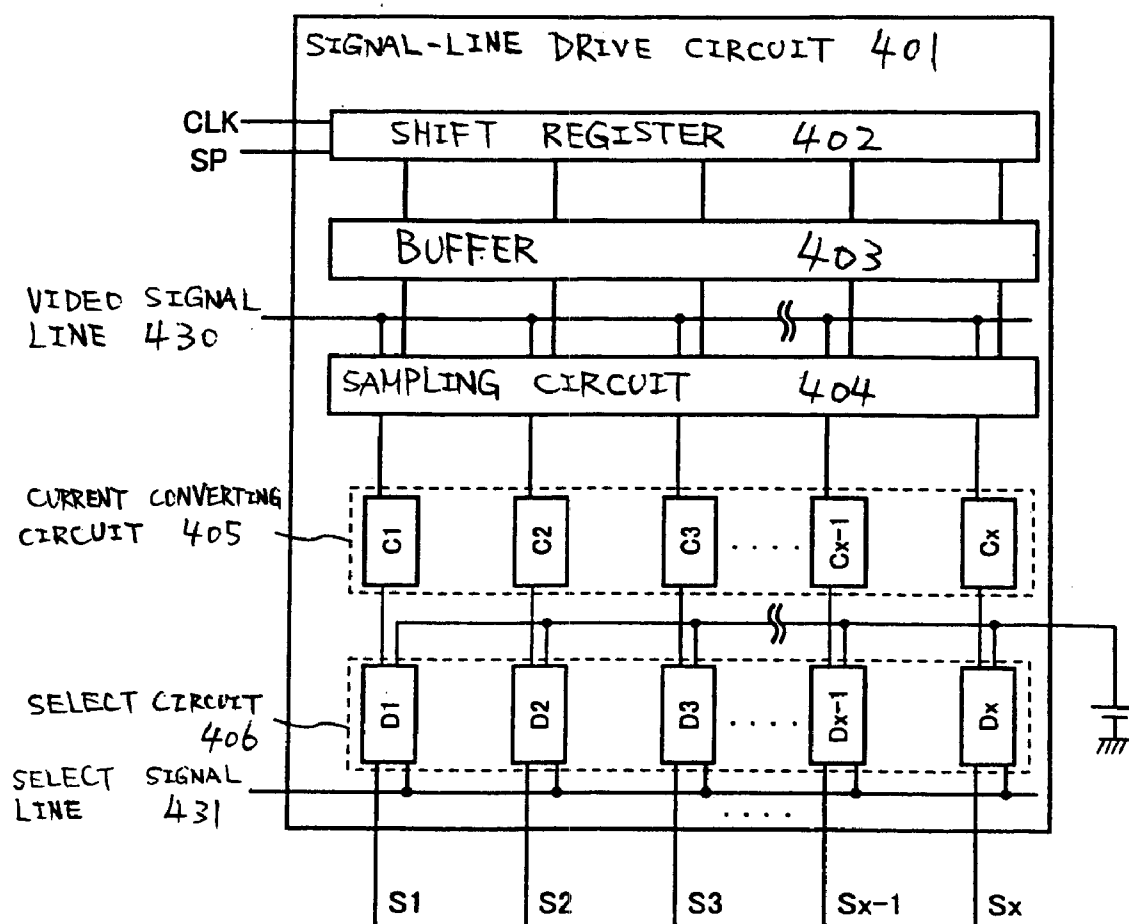 SIGNAL-LINE DRIVE CIRCUIT 401
CLK
SP
SHIFT REGISTER 402
BUFFER 403
VIDEO SIGNAL
LINE 430
SAMPLING CIRCUIT 404
CURRENT CONVERTING
CIRCUIT 405
C1 C2 C3 ..... Cx-1 Cx
SELECT CIRCUIT
406
D1 D2 D3 ..... Dx-1 Dx
SELECT SIGNAL
LINE 431
.....
S1 S2 S3 Sx-1 Sx